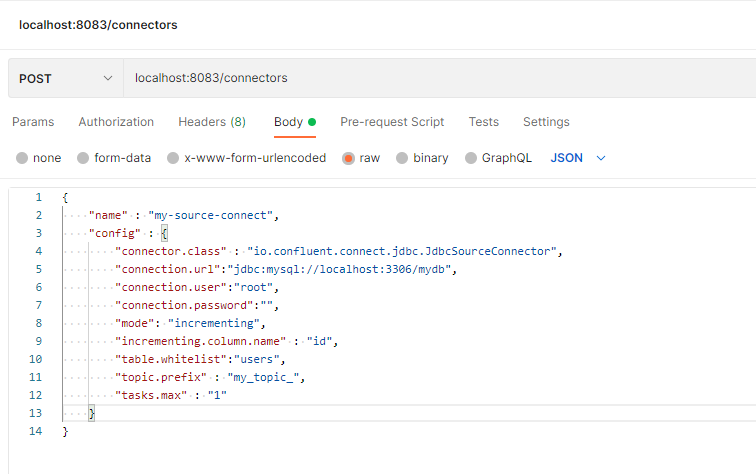 localhost:8083/connectors
POST localhost:8083/connectors
Params Authorization Headers (8) Body Pre-request Script Tests Settings
none form-data x-www-form-urlencoded raw binary GraphQL JSON
1 {
2 "name" : "my-source-connect",
3 "config" : {
4 "connector.class" : "io.confluent.connect.jdbc.JdbcSourceConnector",
5 "connection.url":"jdbc:mysql://localhost:3306/mydb",
6 "connection.user":"root",
7 "connection.password":"",
8 "mode": "incrementing",
9 "incrementing.column.name" : "id",
10 "table.whitelist":"users",
11 "topic.prefix" : "my_topic_",
12 "tasks.max" : "1"
13 }
14 }